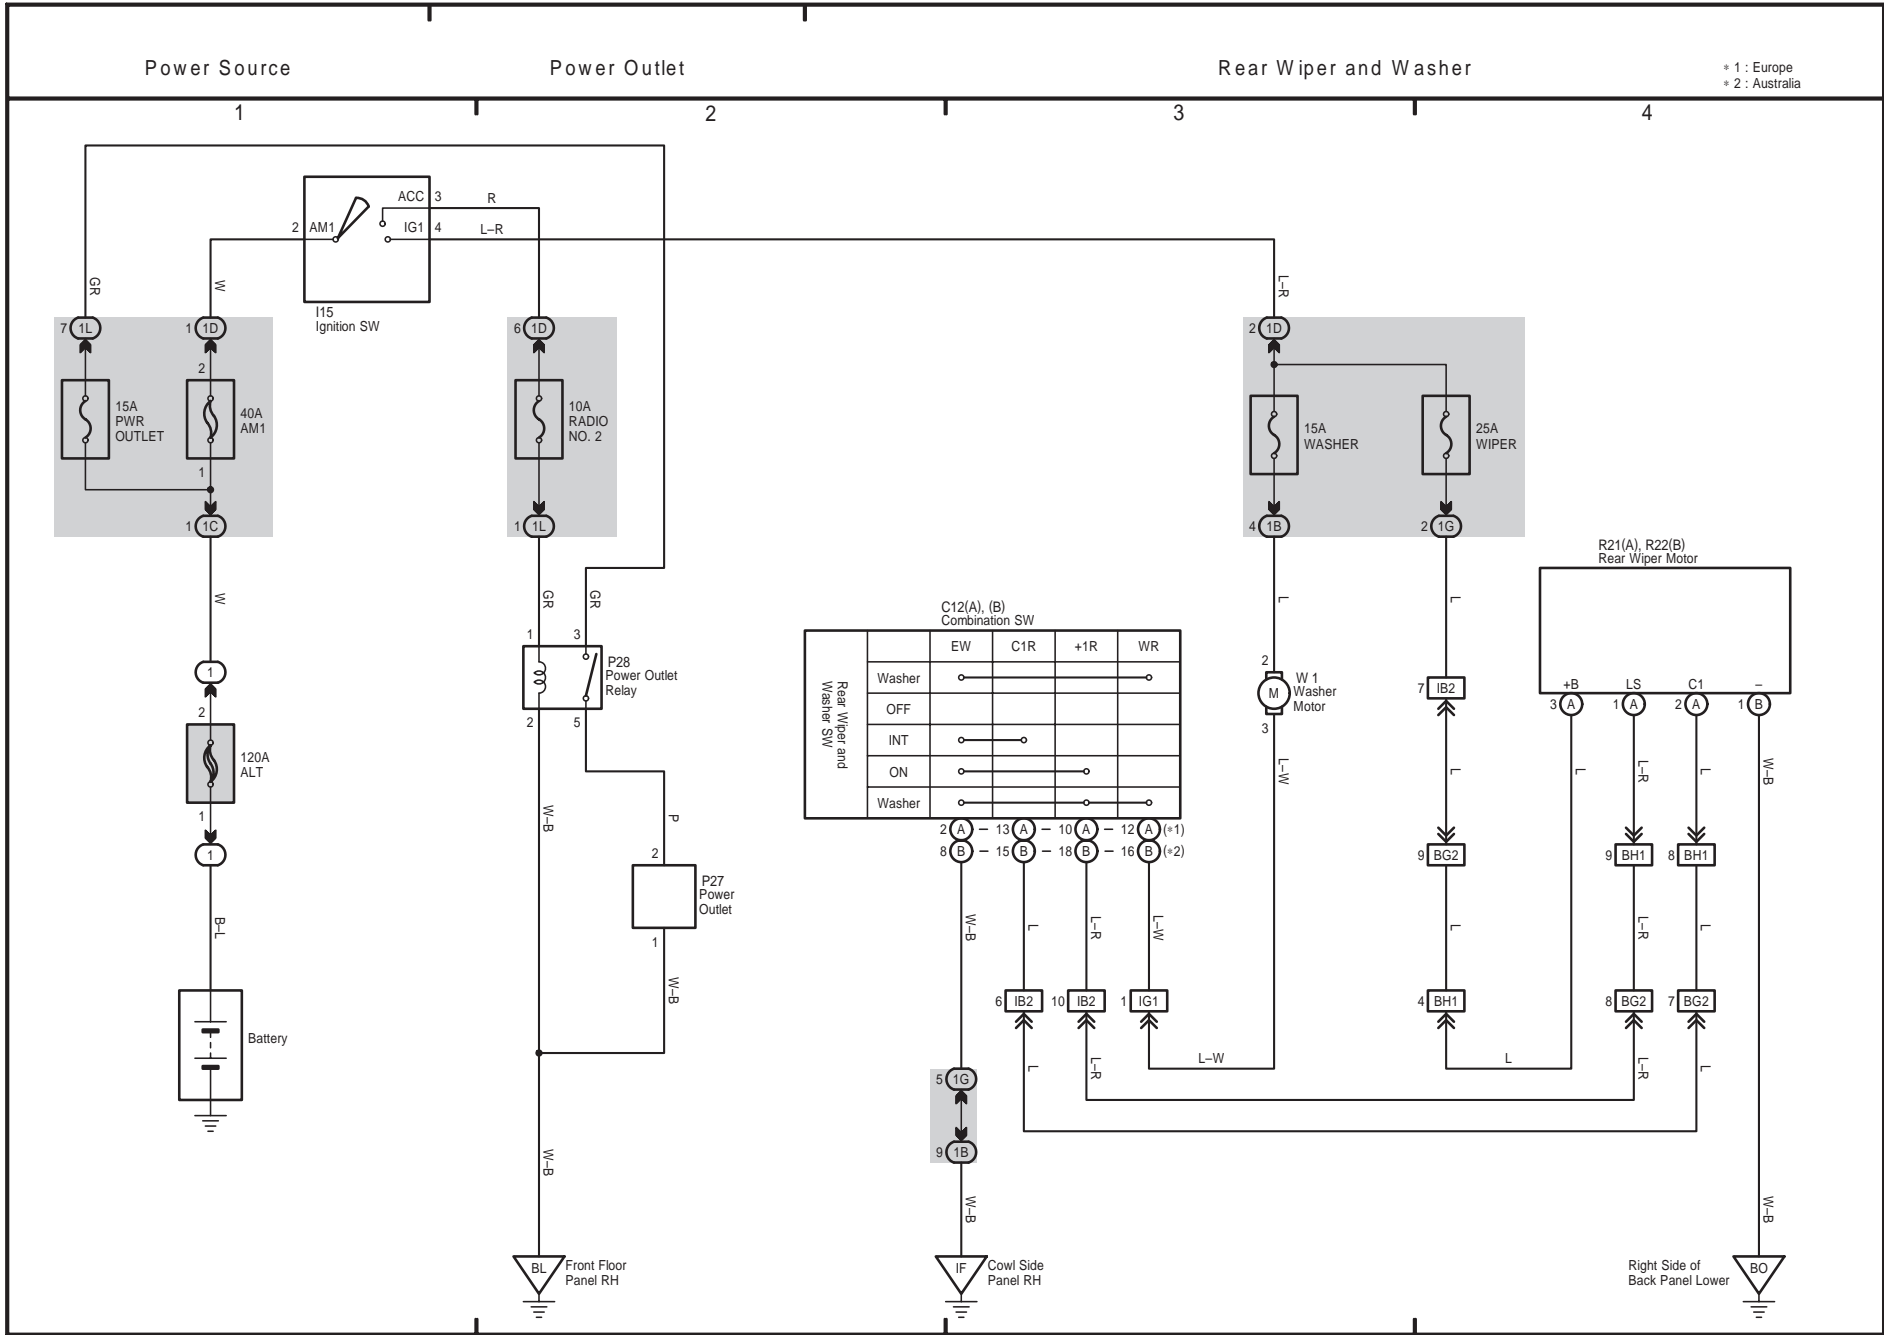 Power Source
Power Outlet
Rear Wiper and Washer
* 1 : Europe
* 2 : Australia
1
2
3
4
ACC 3
R
2 AM1
IG1 4
L–R
I15
Ignition SW
GR
W
L–R
7 1L
1 1D
6 1D
2 1D
2
15A
PWR
OUTLET
40A
AM1
10A
RADIO
NO. 2
15A
WASHER
25A
WIPER
1
1 1C
1 1L
4 1B
2 1G
W
GR
GR
L
L
R21(A), R22(B)
Rear Wiper Motor
1
3
P28
Power Outlet
Relay
2
5
1
2
120A
ALT
1
1
C12(A), (B)
Combination SW
Rear Wiper and
Washer SW
EW
C1R
+1R
WR
Washer
OFF
INT
ON
Washer
2 A – 13 A – 10 A – 12 A (*1)
8 B – 15 B – 18 B – 16 B (*2)
2
M
W 1
Washer
Motor
3
7 IB2
+B
LS
C1
–
3 A
1 A
2 A
1 B
L–W
L
L
L–R
L
W–B
W–B
P
2
P27
Power
Outlet
1
9 BG2
9 BH1
8 BH1
B–L
W–B
W–B
L
L–R
L–W
L
L–R
L
6 IB2
10 IB2
1 IG1
4 BH1
8 BG2
7 BG2
Battery
L
L–R
L–W
L
L–R
L
5 1G
9 1B
W–B
W–B
W–B
BL
Front Floor
Panel RH
IF
Cowl Side
Panel RH
Right Side of
Back Panel Lower
BO